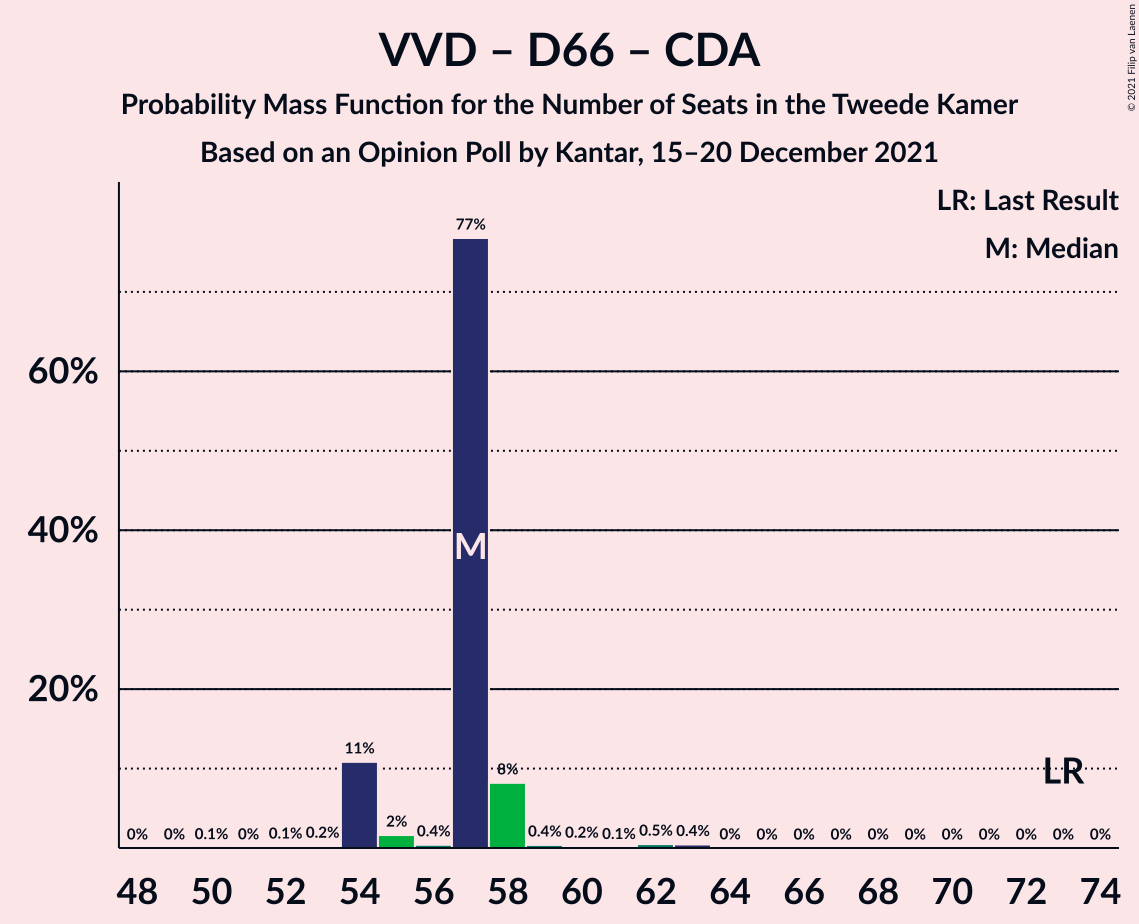 VVD – D66 – CDA
Probability Mass Function for the Number of Seats in the Tweede Kamer
Based on an Opinion Poll by Kantar, 15–20 December 2021
© 2021 Filip van Laenen
LR: Last Result
M: Median
77%
60%
40%
M
20%
11%
8%
LR
0% 0% 0.1% 0% 0.1% 0.2% 2% 0.4% 0.4% 0.2% 0.1% 0.5% 0.4% 0% 0% 0% 0% 0% 0% 0% 0% 0% 0% 0%
48 50 52 54 56 58 60 62 64 66 68 70 72 74